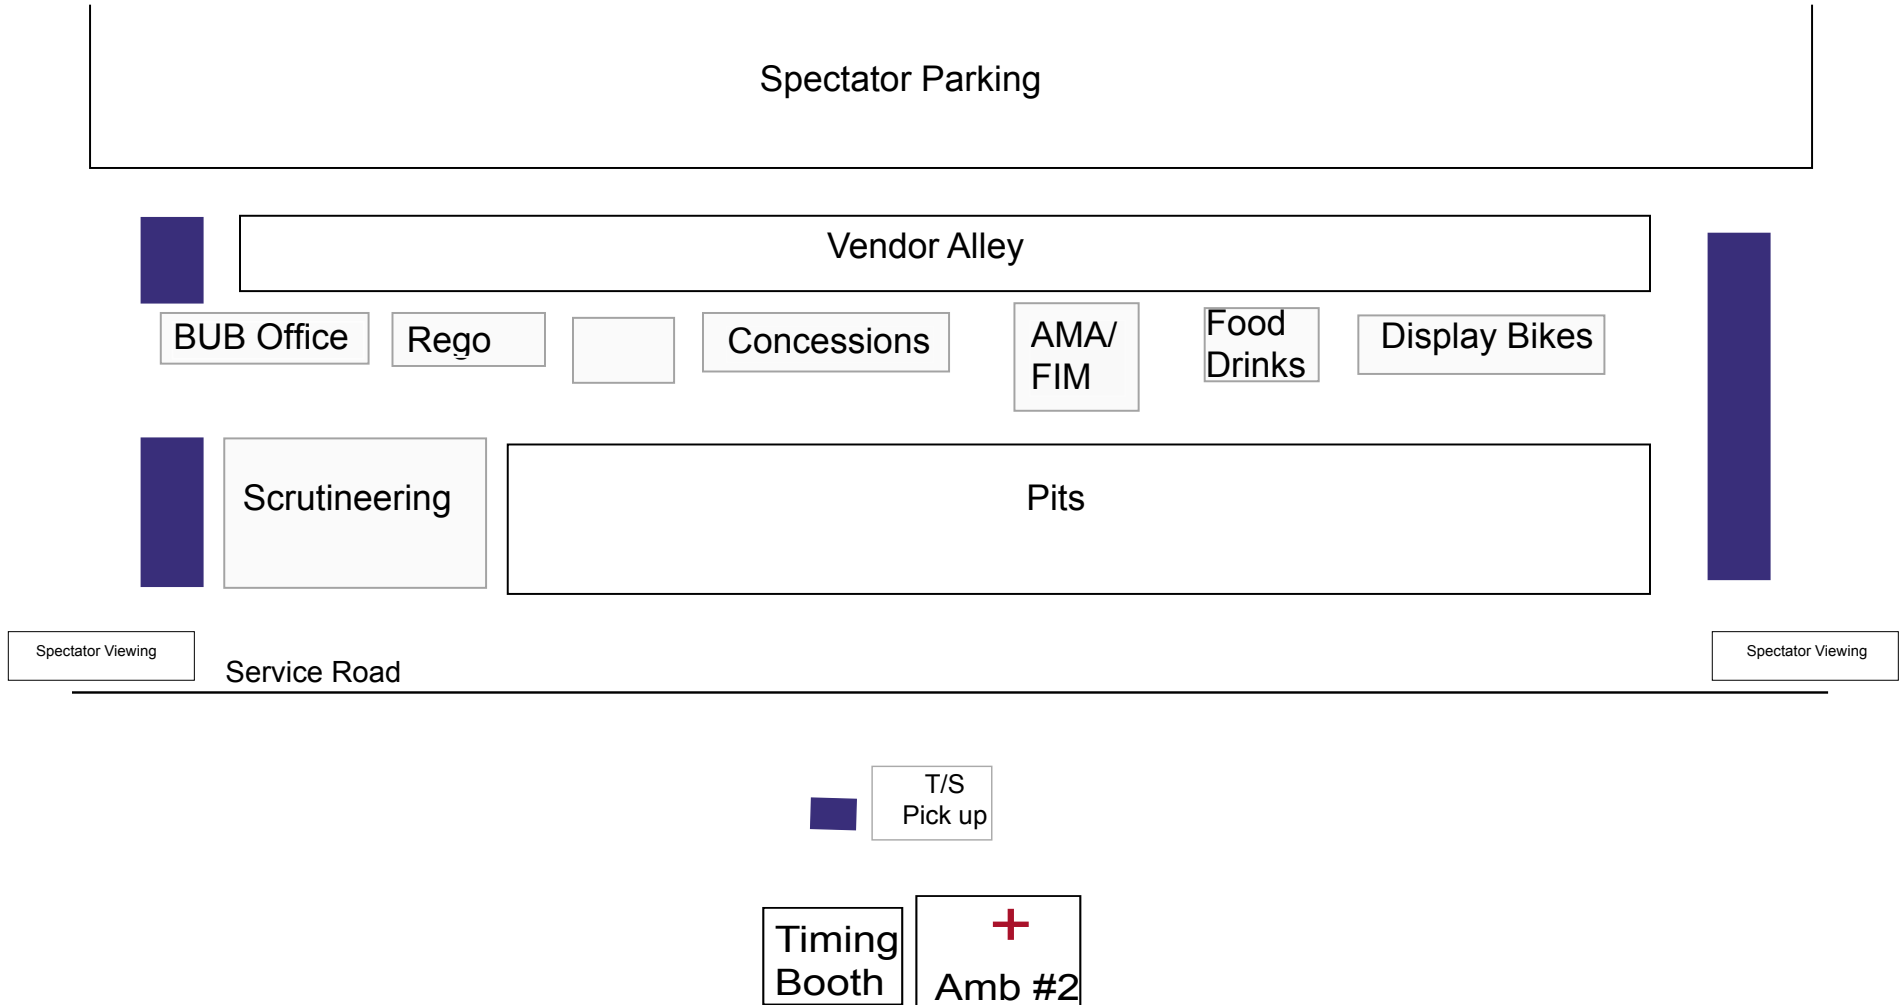 Spectator Parking
Vendor Alley
BUB Office
Rego
Concessions
AMA/
FIM
Food
Drinks
Display Bikes
Scrutineering
Pits
Spectator Viewing
Spectator Viewing
Service Road
T/S
Pick up
Timing
Booth
Amb #2